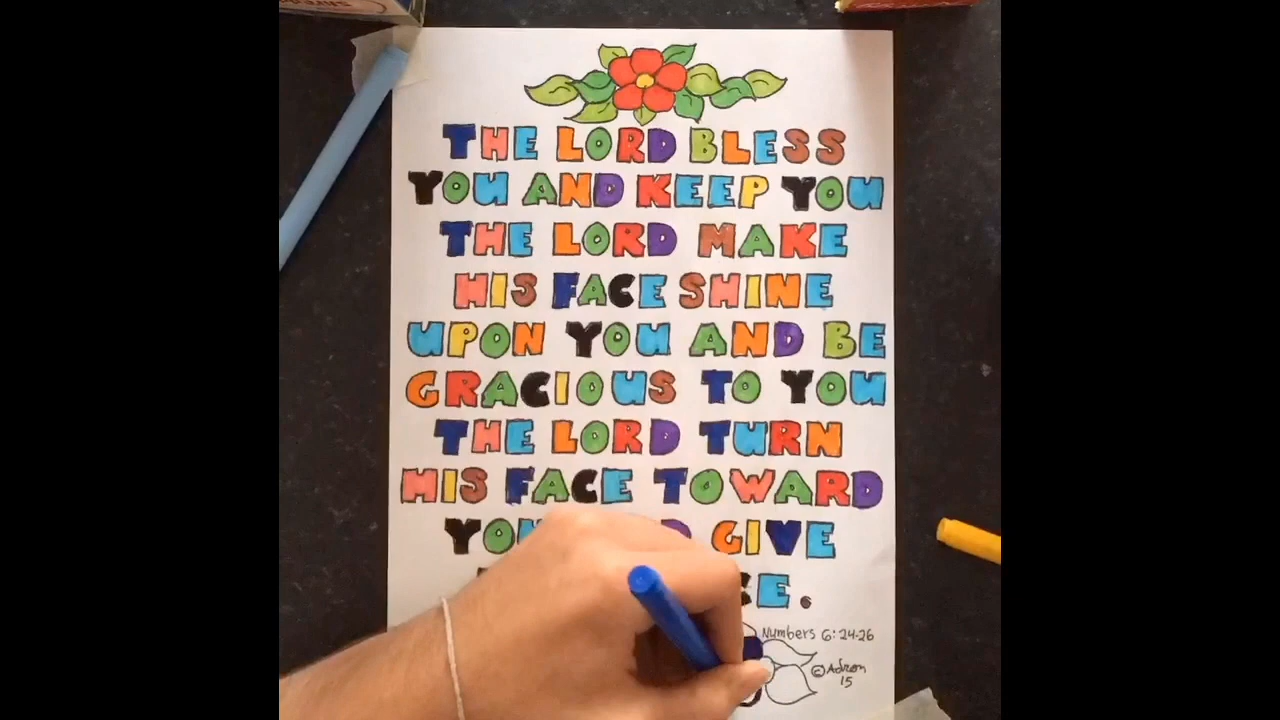 THE LORD BLESS
YOU AND KEEP YOU
THE LORD MAKE
HIS FACE SHINE
UPON YOU AND BE
GRACIOUS TO YOU
THE LORD TURN
HIS FACE TOWARD
YOU GIVE
Numbers 6:24-26
© Adron
15